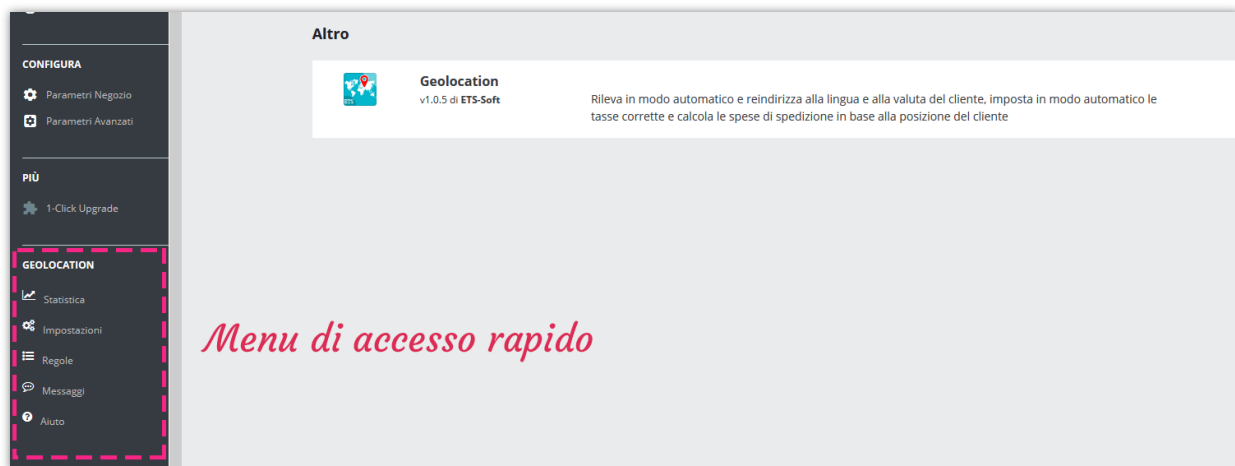 CONFIGURA
Parametri Negozio
Parametri Avanzati
PIÙ
1-Click Upgrade
GEOLOCATION
Statistica
Impostazioni
Regole
Messaggi
Aiuto
Altro
ETS
Geolocation
v1.0.5 di ETS-Soft
Rileva in modo automatico e reindirizza alla lingua e alla valuta del cliente, imposta in modo automatico le
tasse corrette e calcola le spese di spedizione in base alla posizione del cliente
Menu di accesso rapido